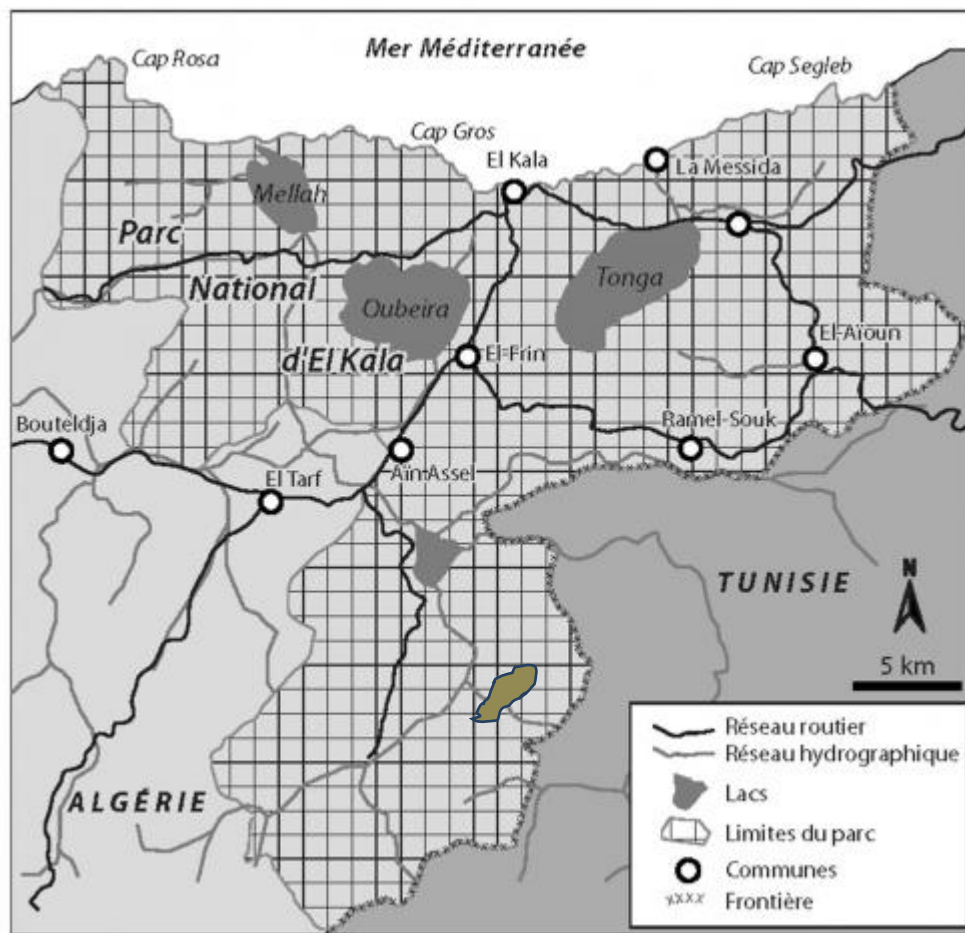 Mer Méditerranée
Cap Rosa
Cap Segleb
Cap Gros
El Kala
La Messida
Mellah
Parc
National
d'El Kala
Oubeira
Tonga
El-Frin
El-Aïoun
Bouteldja
Ramel-Souk
Aïn Assel
El Tarf
TUNISIE
N
5 km
ALGÉRIE
Réseau routier
Réseau hydrographique
Lacs
Limites du parc
Communes
Frontière